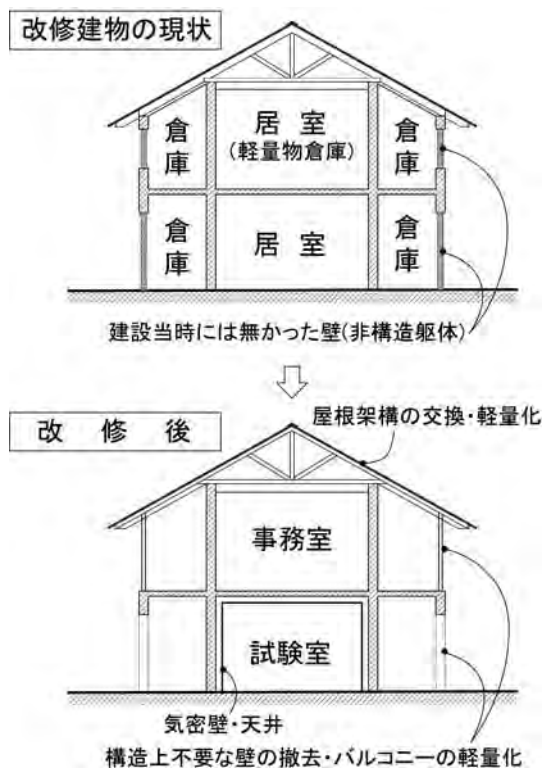 改修建物の現状
倉庫
居室
(軽量物倉庫)
倉庫
倉庫
居室
倉庫
建設当時には無かった壁(非構造躯体)
改修後
屋根架構の交換・軽量化
事務室
試験室
気密壁・天井
構造上不要な壁の撤去・バルコニーの軽量化